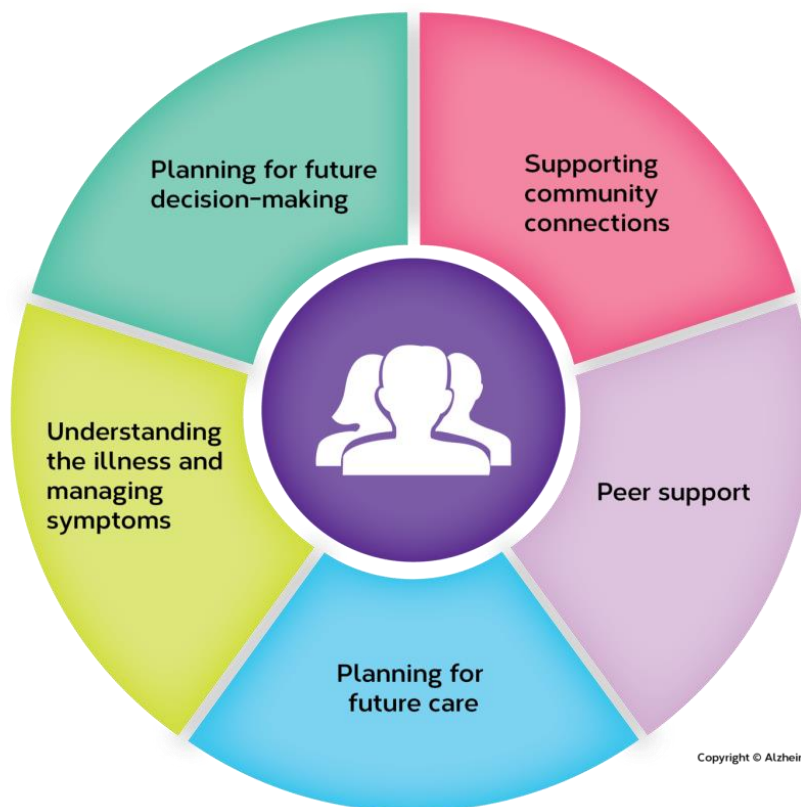 Planning for future
decision-making
Supporting
community
connections
Understanding
the illness and
managing
symptoms
Peer support
Planning for
future care
Copyright © Alzheim